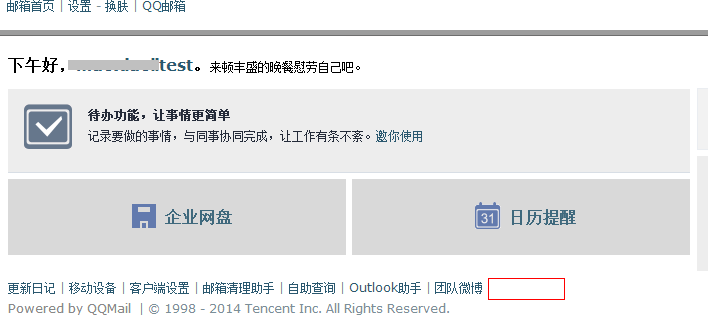 邮箱首页 | 设置 - 换肤 | QQ邮箱
下午好, test。来顿丰盛的晚餐慰劳自己吧。
待办功能，让事情更简单
记录要做的事情，与同事协同完成，让工作有条不紊。邀你使用
企业网盘
31 日历提醒
更新日记 | 移动设备 | 客户端设置 | 邮箱清理助手 | 自助查询 | Outlook助手 | 团队微博
Powered by QQMail | © 1998 - 2014 Tencent Inc. All Rights Reserved.